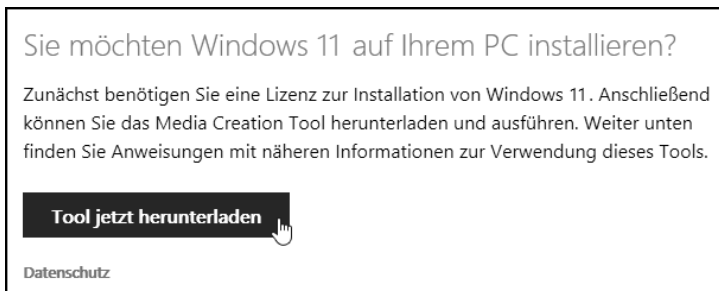 Sie möchten Windows 11 auf Ihrem PC installieren?
Zunächst benötigen Sie eine Lizenz zur Installation von Windows 11. Anschließend
können Sie das Media Creation Tool herunterladen und ausführen. Weiter unten
finden Sie Anweisungen mit näheren Informationen zur Verwendung dieses Tools.
Tool jetzt herunterladen
Datenschutz